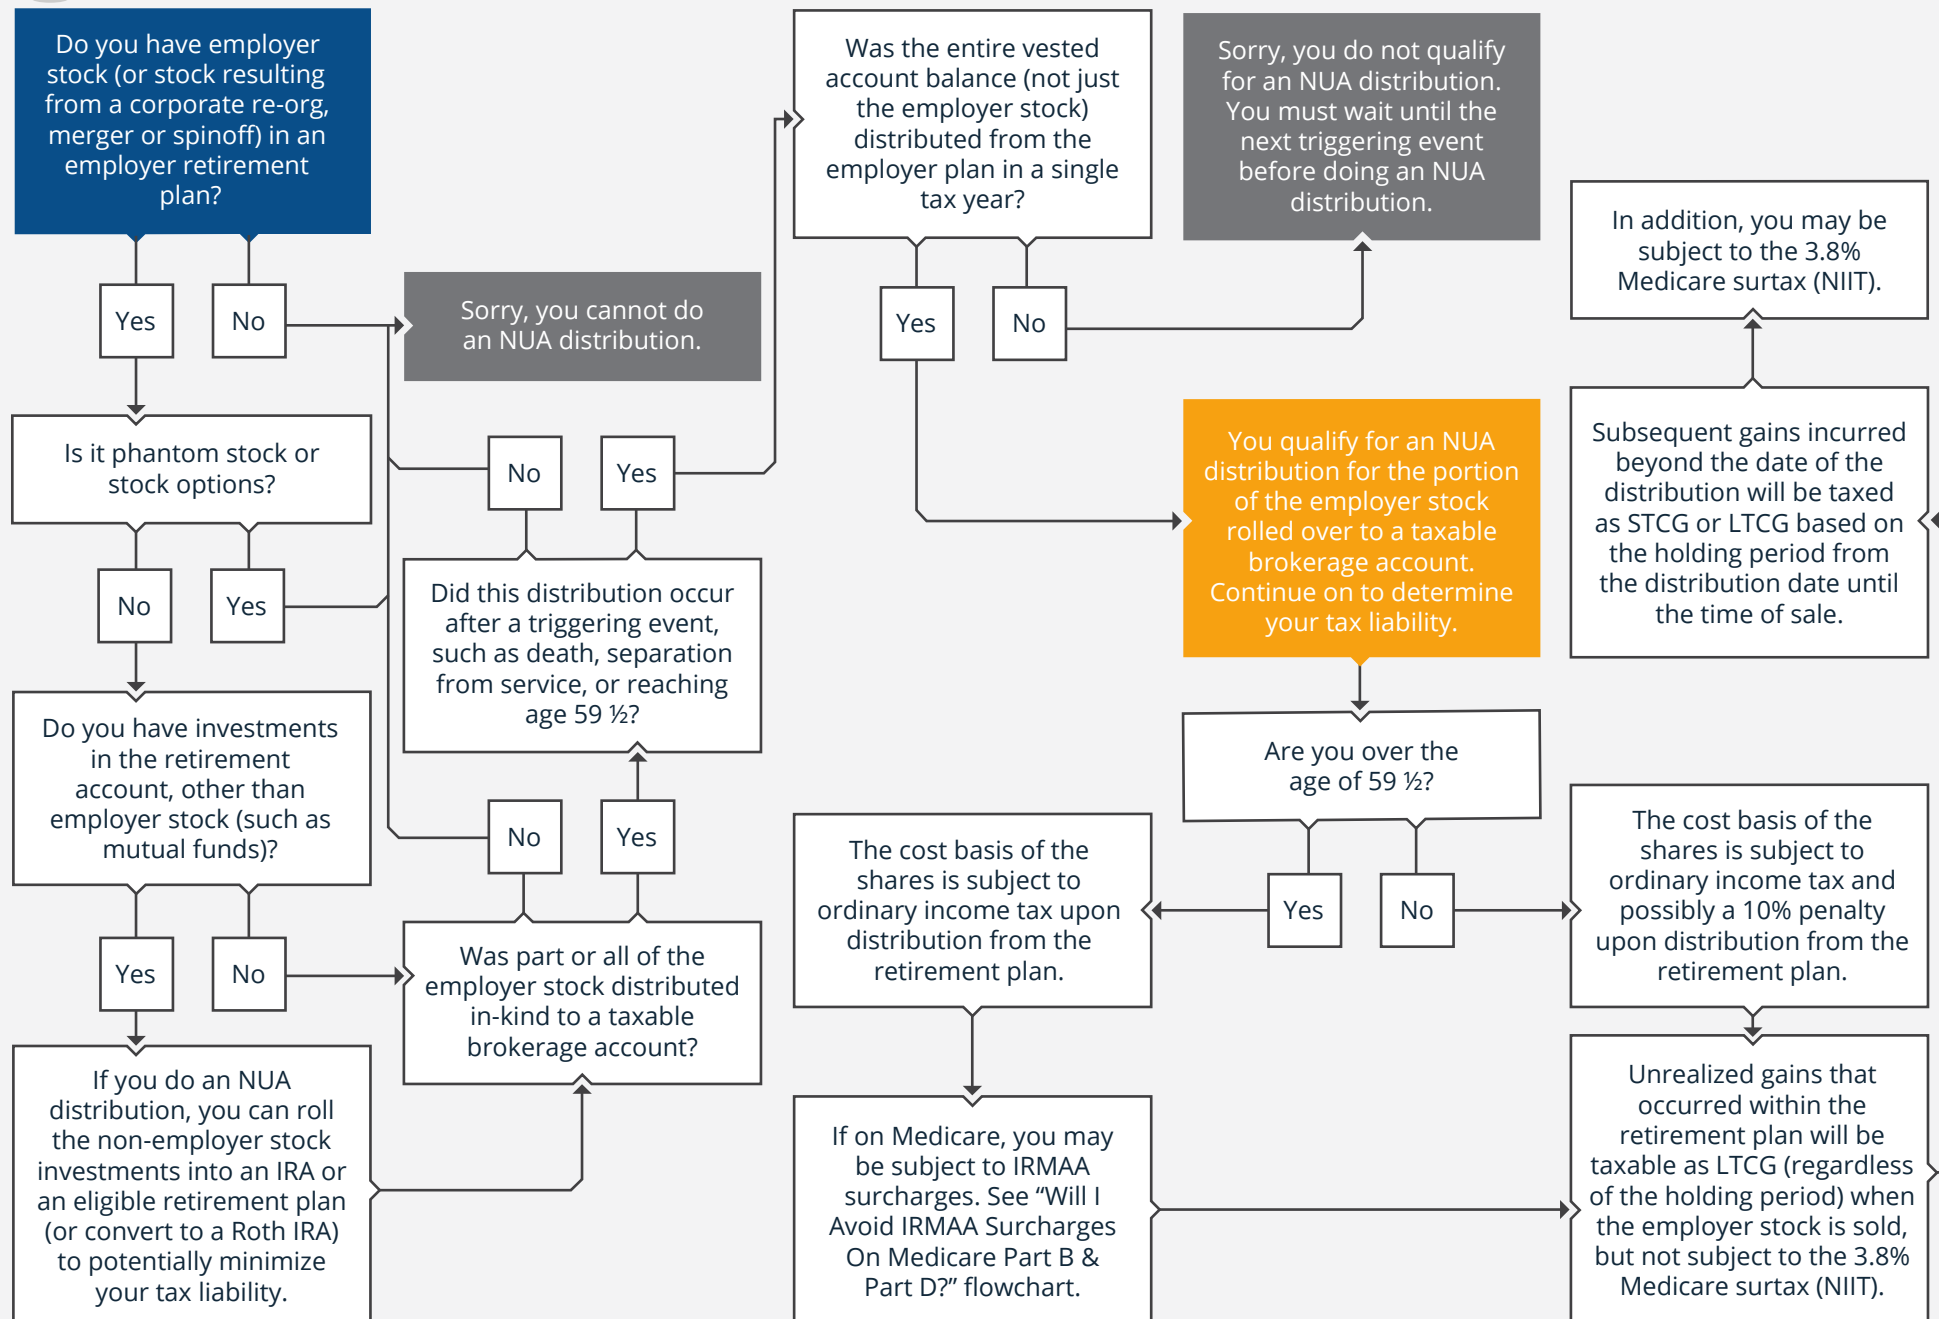 Do you have employer
stock (or stock resulting
from a corporate re-org,
merger or spinoff) in an
employer retirement
plan?
Yes
No
Sorry, you cannot do
an NUA distribution.
Is it phantom stock or
stock options?
No
Yes
Do you have investments
in the retirement
account, other than
employer stock (such as
mutual funds)?
Yes
No
If you do an NUA
distribution, you can roll
the non-employer stock
investments into an IRA or
an eligible retirement plan
(or convert to a Roth IRA)
to potentially minimize
your tax liability.
Was part or all of the
employer stock distributed
in-kind to a taxable
brokerage account?
No
Yes
Did this distribution occur
after a triggering event,
such as death, separation
from service, or reaching
age 59 ½?
No
Yes
Was the entire vested
account balance (not just
the employer stock)
distributed from the
employer plan in a single
tax year?
Yes
No
Sorry, you do not qualify
for an NUA distribution.
You must wait until the
next triggering event
before doing an NUA
distribution.
You qualify for an NUA
distribution for the portion
of the employer stock
rolled over to a taxable
brokerage account.
Continue on to determine
your tax liability.
Are you over the
age of 59 ½?
Yes
No
The cost basis of the
shares is subject to
ordinary income tax upon
distribution from the
retirement plan.
If on Medicare, you may
be subject to IRMAA
surcharges. See “Will I
Avoid IRMAA Surcharges
On Medicare Part B &
Part D?” flowchart.
The cost basis of the
shares is subject to
ordinary income tax and
possibly a 10% penalty
upon distribution from the
retirement plan.
Unrealized gains that
occurred within the
retirement plan will be
taxable as LTCG (regardless
of the holding period) when
the employer stock is sold,
but not subject to the 3.8%
Medicare surtax (NIIT).
Subsequent gains incurred
beyond the date of the
distribution will be taxed
as STCG or LTCG based on
the holding period from
the distribution date until
the time of sale.
In addition, you may be
subject to the 3.8%
Medicare surtax (NIIT).